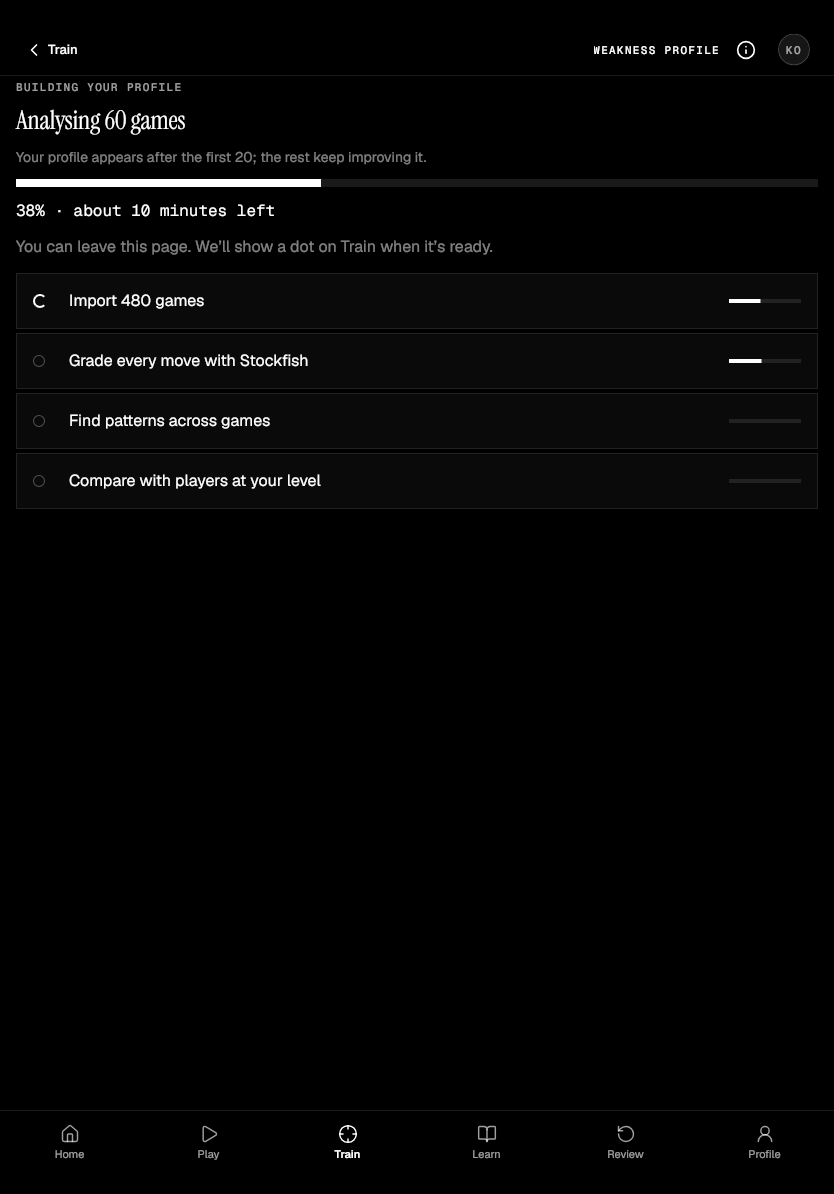 Train
WEAKNESS PROFILE
KO
BUILDING YOUR PROFILE
Analysing 60 games
Your profile appears after the first 20; the rest keep improving it.
38% · about 10 minutes left
You can leave this page. We’ll show a dot on Train when it’s ready.
Import 480 games
Grade every move with Stockfish
Find patterns across games
Compare with players at your level
Home
Play
Train
Learn
Review
Profile